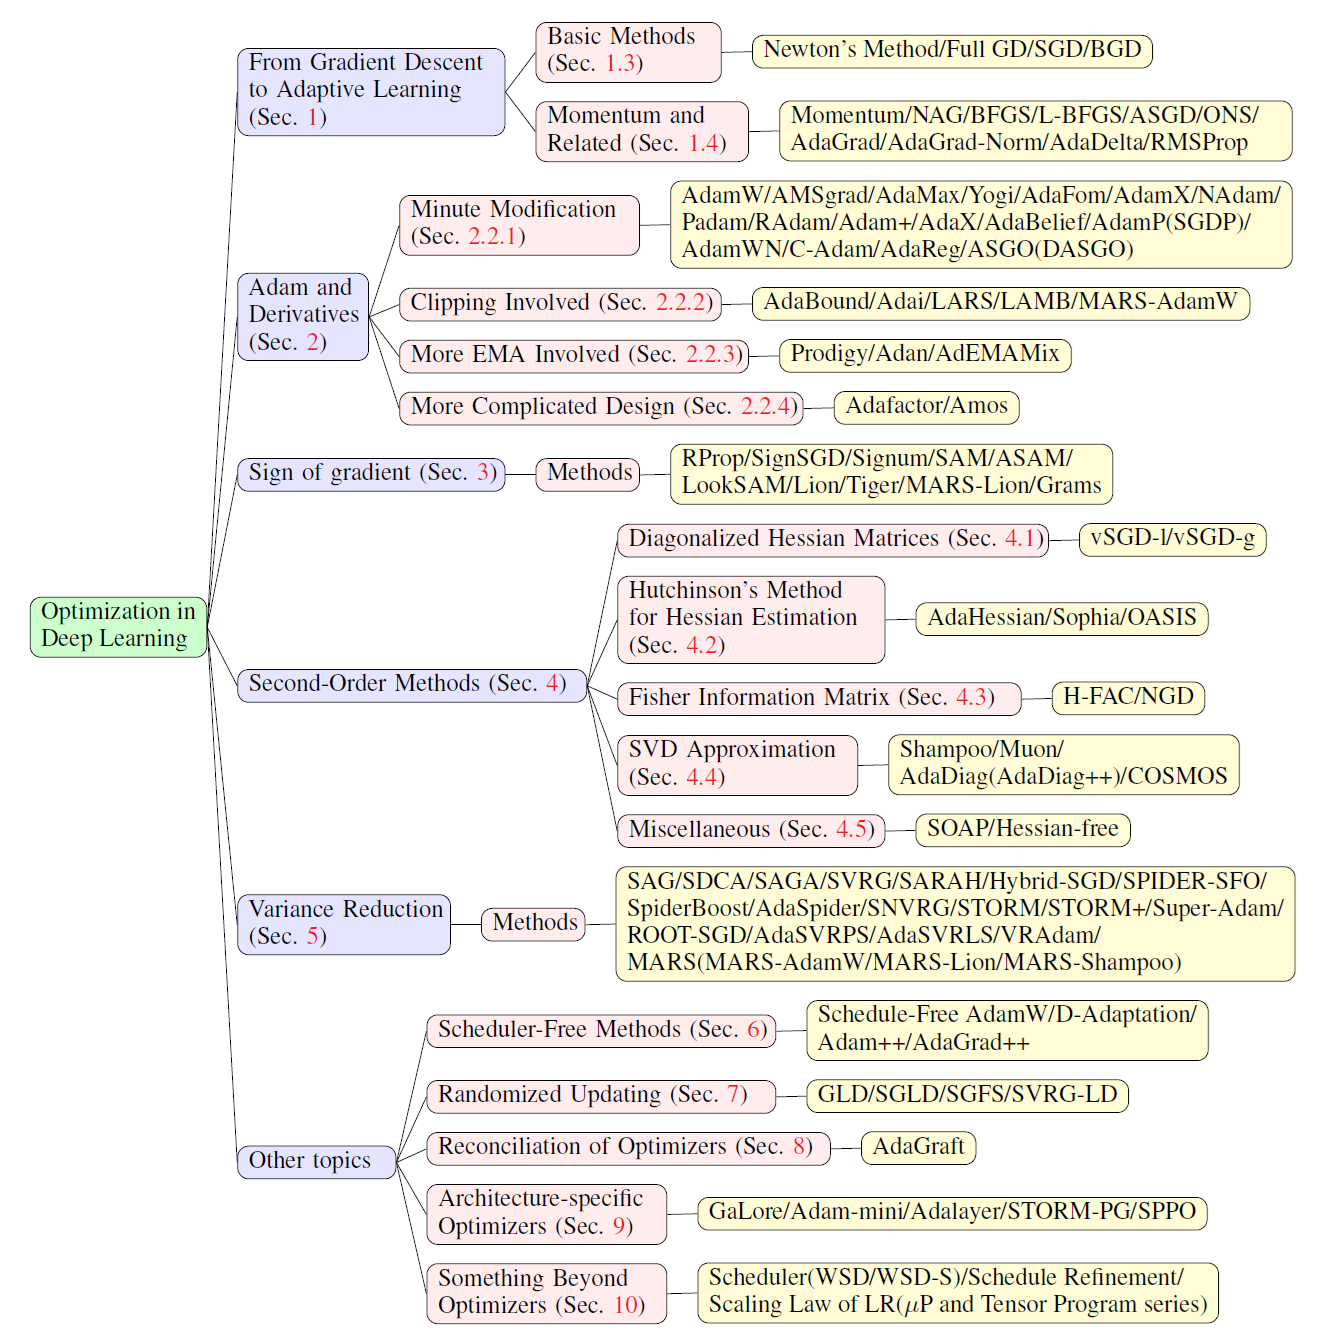 Optimization in
Deep Learning
From Gradient Descent
to Adaptive Learning
(Sec. 1)
Basic Methods
(Sec. 1.3)
Newton's Method/Full GD/SGD/BGD
Momentum and
Related (Sec. 1.4)
Momentum/NAG/BFGS/L-BFGS/ASGD/ONS/
AdaGrad/AdaGrad-Norm/AdaDelta/RMSProp
Adam and
Derivatives
(Sec. 2)
Minute Modification
(Sec. 2.2.1)
AdamW/AMSgrad/AdaMax/Yogi/AdaFom/AdamX/NAdam/
Padam/RAdam/Adam+/AdaX/AdaBelief/AdamP(SGDP)/
AdamWN/C-Adam/AdaReg/ASGO(DASGO)
Clipping Involved (Sec. 2.2.2)
AdaBound/Adai/LARS/LAMB/MARS-AdamW
More EMA Involved (Sec. 2.2.3)
Prodigy/Adan/AdEMAMix
More Complicated Design (Sec. 2.2.4)
Adafactor/Amos
Sign of gradient (Sec. 3)
Methods
RProp/SignSGD/Signum/SAM/ASAM/
LookSAM/Lion/Tiger/MARS-Lion/Grams
Second-Order Methods (Sec. 4)
Diagonalized Hessian Matrices (Sec. 4.1)
vSGD-l/vSGD-g
Hutchinson's Method
for Hessian Estimation
(Sec. 4.2)
AdaHessian/Sophia/OASIS
Fisher Information Matrix (Sec. 4.3)
H-FAC/NGD
SVD Approximation
(Sec. 4.4)
Shampoo/Muon/
AdaDiag(AdaDiag++)/COSMOS
Miscellaneous (Sec. 4.5)
SOAP/Hessian-free
Variance Reduction
(Sec. 5)
Methods
SAG/SDCA/SAGA/SVRG/SARAH/Hybrid-SGD/SPIDER-SFO/
SpiderBoost/AdaSpider/SNVRG/STORM/STORM+/Super-Adam/
ROOT-SGD/AdaSVRPS/AdaSVRLS/VRAdam/
MARS(MARS-AdamW/MARS-Lion/MARS-Shampoo)
Other topics
Scheduler-Free Methods (Sec. 6)
Schedule-Free AdamW/D-Adaptation/
Adam++/AdaGrad++
Randomized Updating (Sec. 7)
GLD/SGLD/SGFS/SVRG-LD
Reconciliation of Optimizers (Sec. 8)
AdaGraft
Architecture-specific
Optimizers (Sec. 9)
GaLore/Adam-mini/Adalayer/STORM-PG/SPPO
Something Beyond
Optimizers (Sec. 10)
Scheduler(WSD/WSD-S)/Schedule Refinement/
Scaling Law of LR(μP and Tensor Program series)